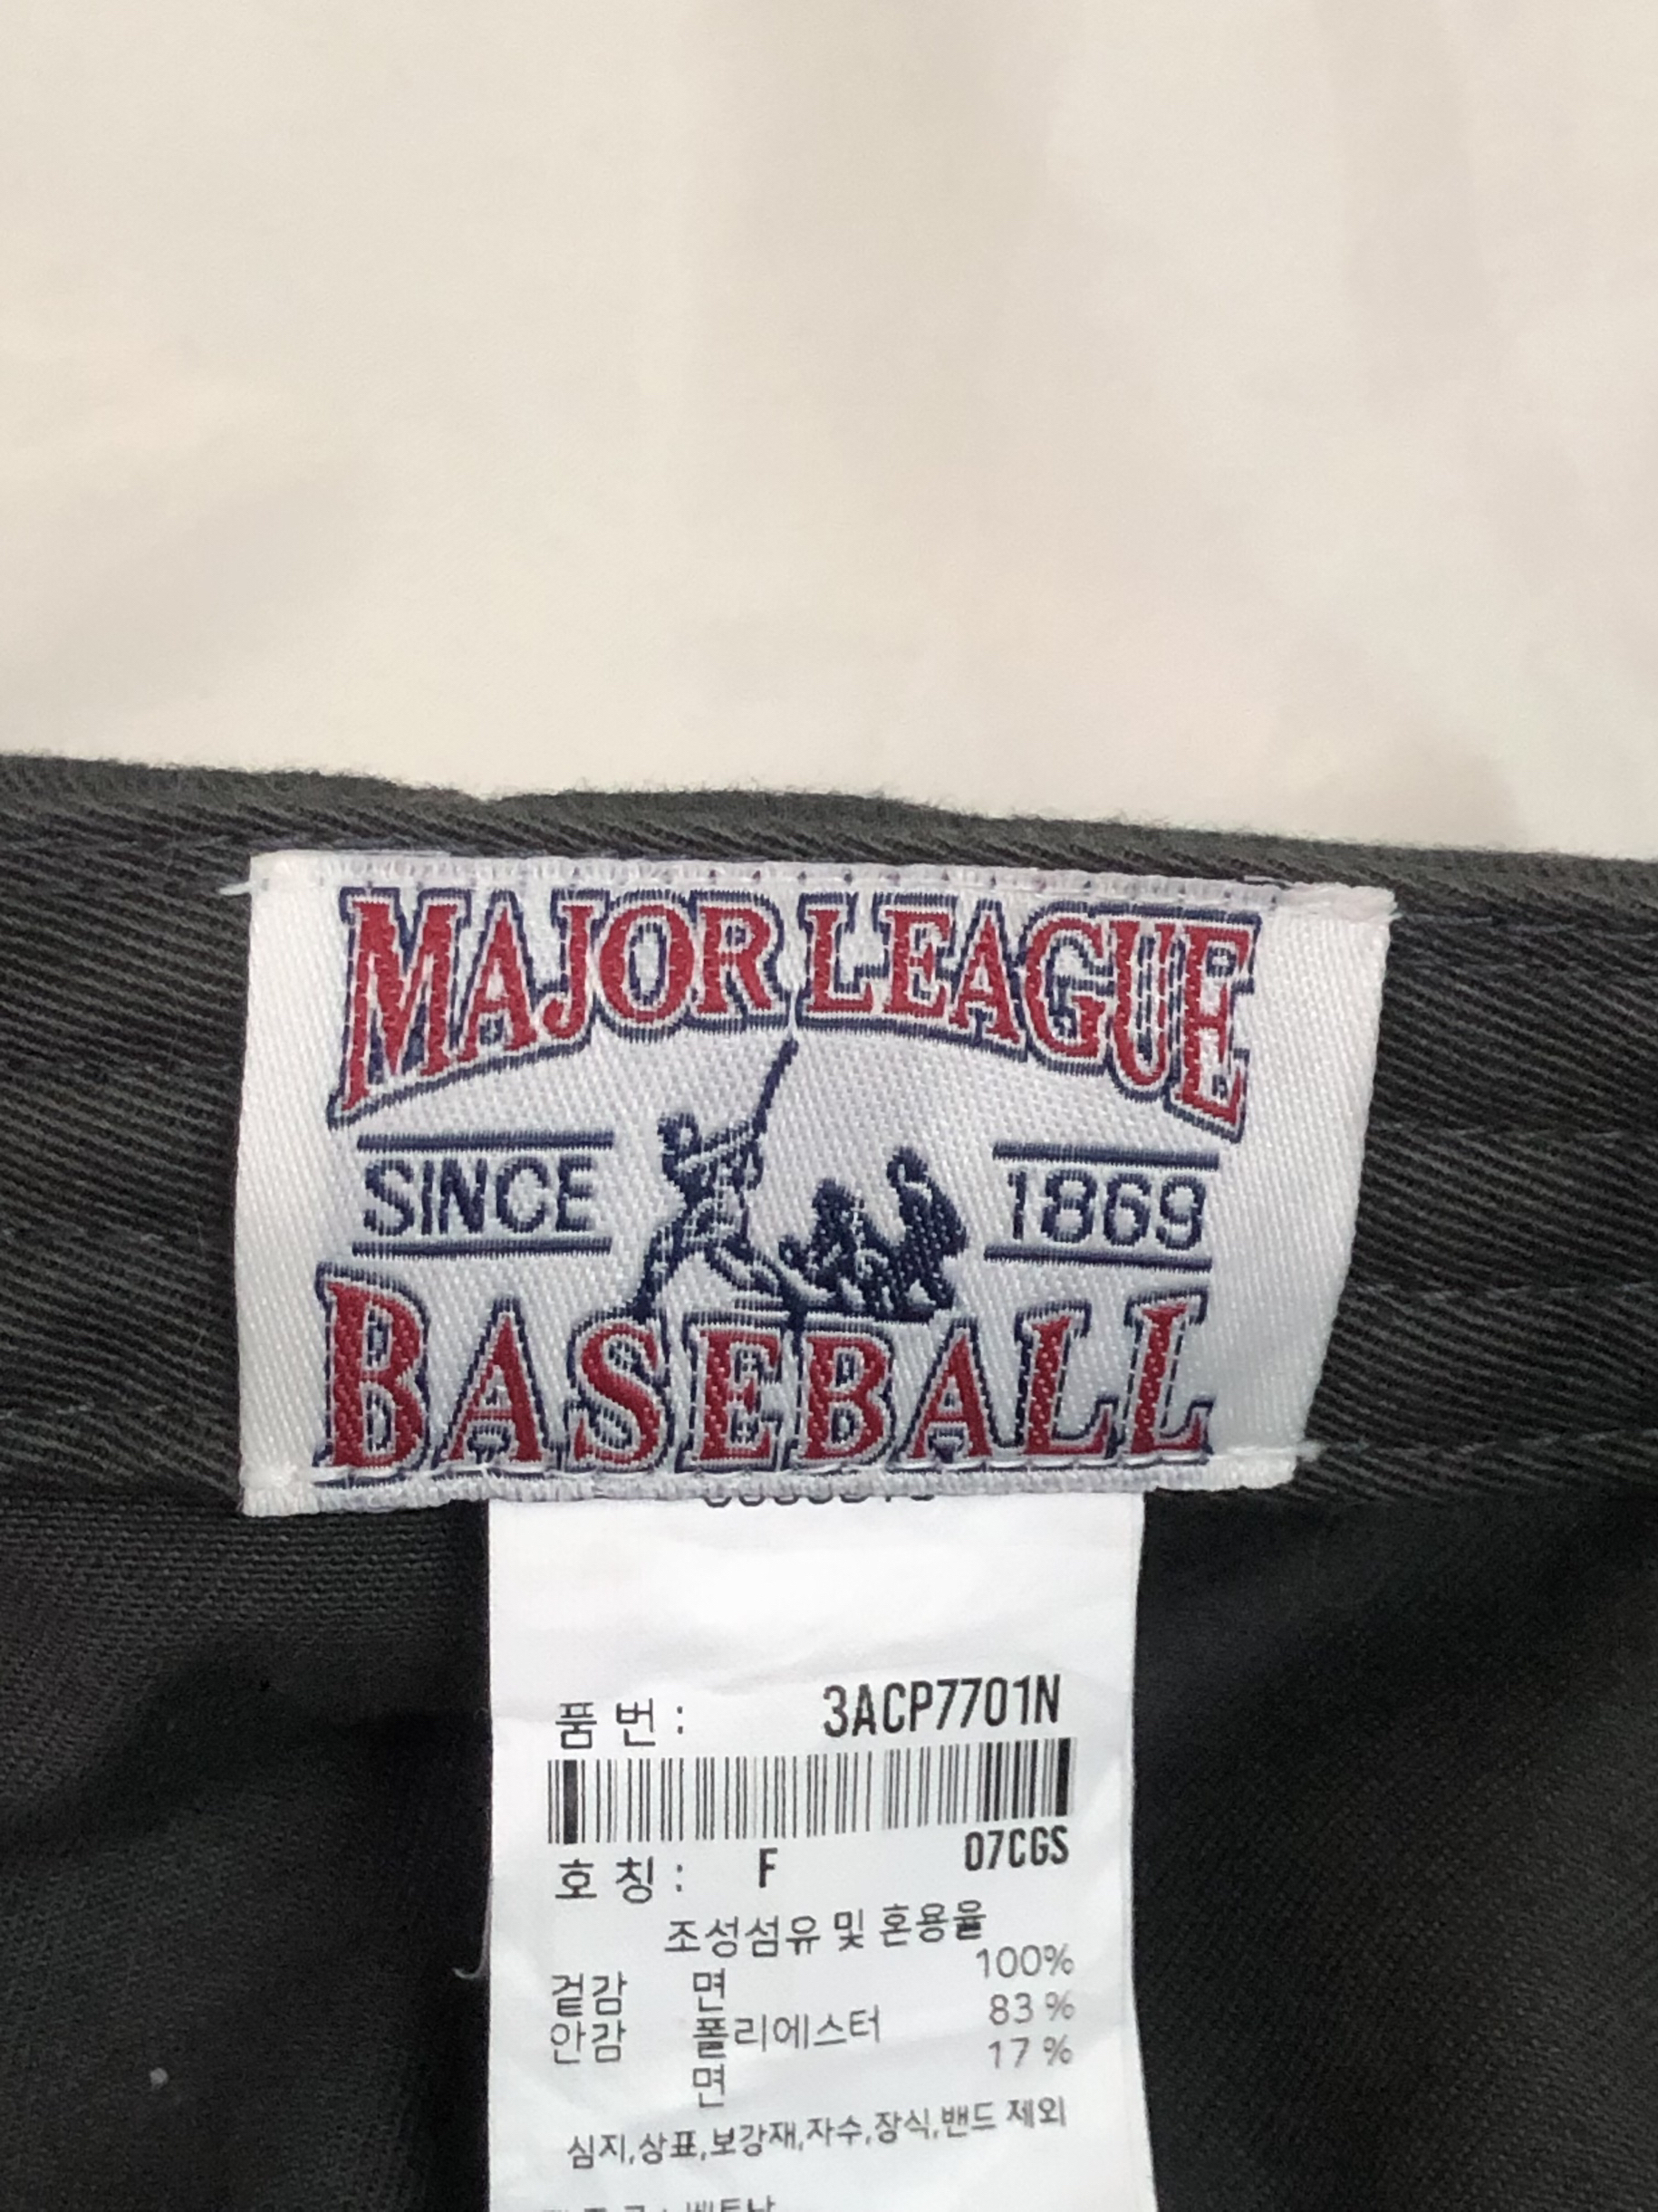 MAJOR LEAGUE
SINCE 1869
BASEBALL
품 번 : 3ACP7701N
07CGS
호 칭 : F
조성섬유 및 혼용율
겉감 면 100%
안감 폴리에스터 83 %
면 17 %
심지,상표,보강재,자수,장식,밴드 제외